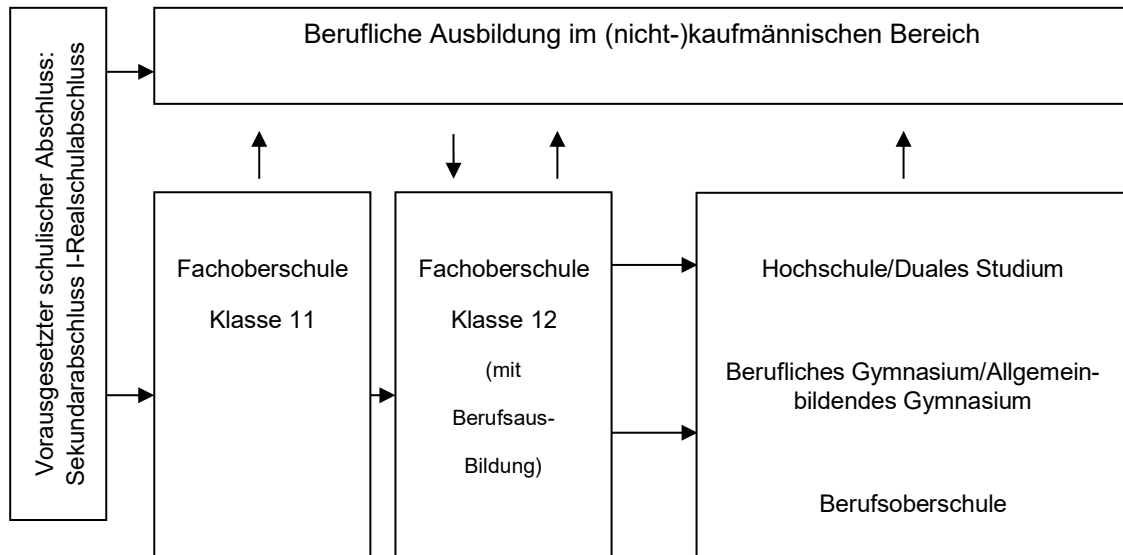 Vorausgesetzter schulischer Abschluss:
Sekundarabschluss I-Realschulabschluss
Berufliche Ausbildung im (nicht-)kaufmännischen Bereich
Fachoberschule
Klasse 11
Fachoberschule
Klasse 12
(mit
Berufsaus-
Bildung)
Hochschule/Duales Studium
Berufliches Gymnasium/Allgemein-
bildendes Gymnasium
Berufsoberschule